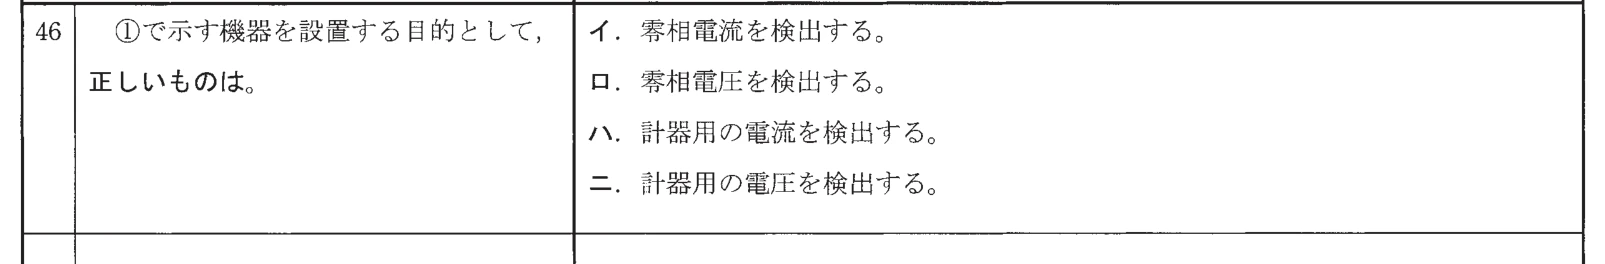 46
①で示す機器を設置する目的として，
正しいものは。
イ．零相電流を検出する。
ロ．零相電圧を検出する。
ハ．計器用の電流を検出する。
ニ．計器用の電圧を検出する。